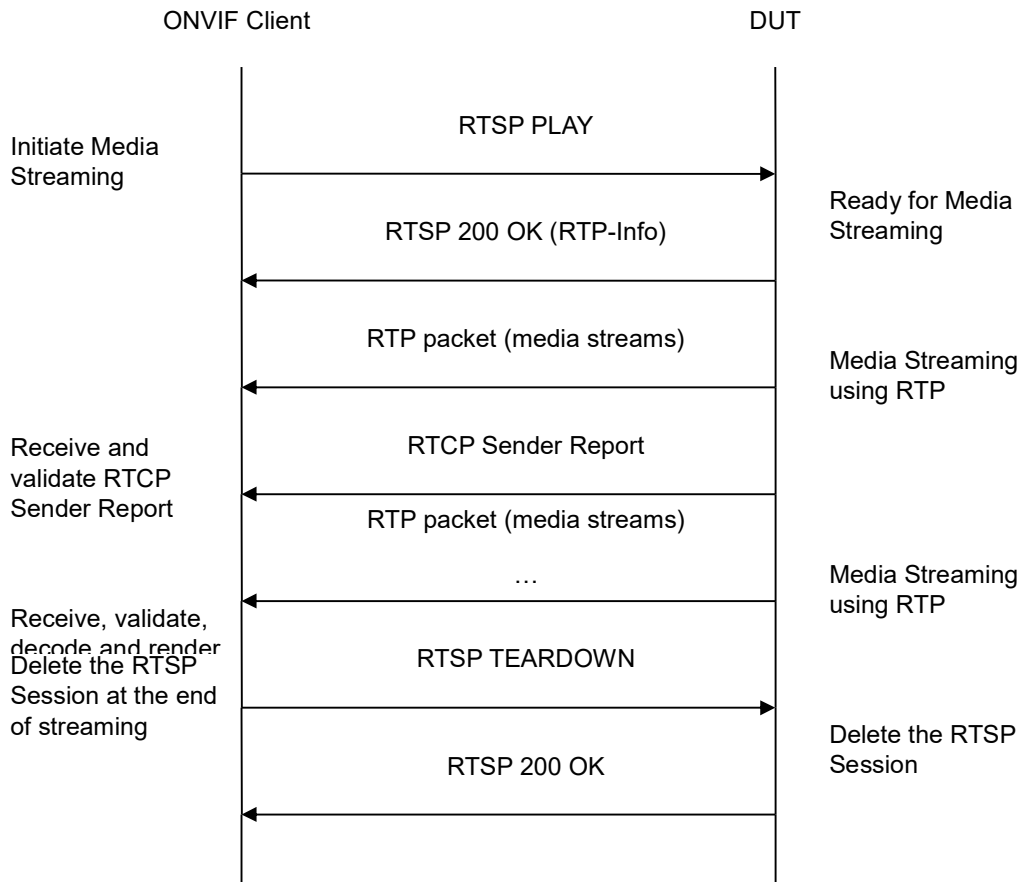 ONVIF Client
DUT
RTSP PLAY
Initiate Media
Streaming
Ready for Media
Streaming
RTSP 200 OK (RTP-Info)
RTP packet (media streams)
Media Streaming
using RTP
RTCP Sender Report
Receive and
validate RTCP
Sender Report
RTP packet (media streams)
…
Media Streaming
using RTP
Receive, validate,
decode and render
RTSP TEARDOWN
Delete the RTSP
Session at the end
of streaming
Delete the RTSP
Session
RTSP 200 OK